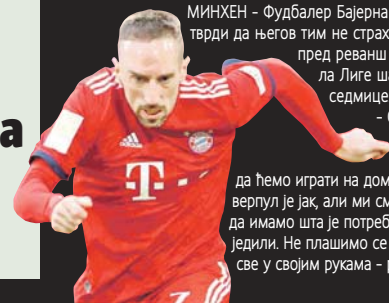 МИНХЕН - Фудбалер Бајерна
тврди да његов тим не страх
пред реванш
ла Лиге ша
седмице
а
да ћемо играти на дом
верпул је јак, али ми см
да имамо шта је потреб
једили. Не плашимо се
све у својим рукама - р
T